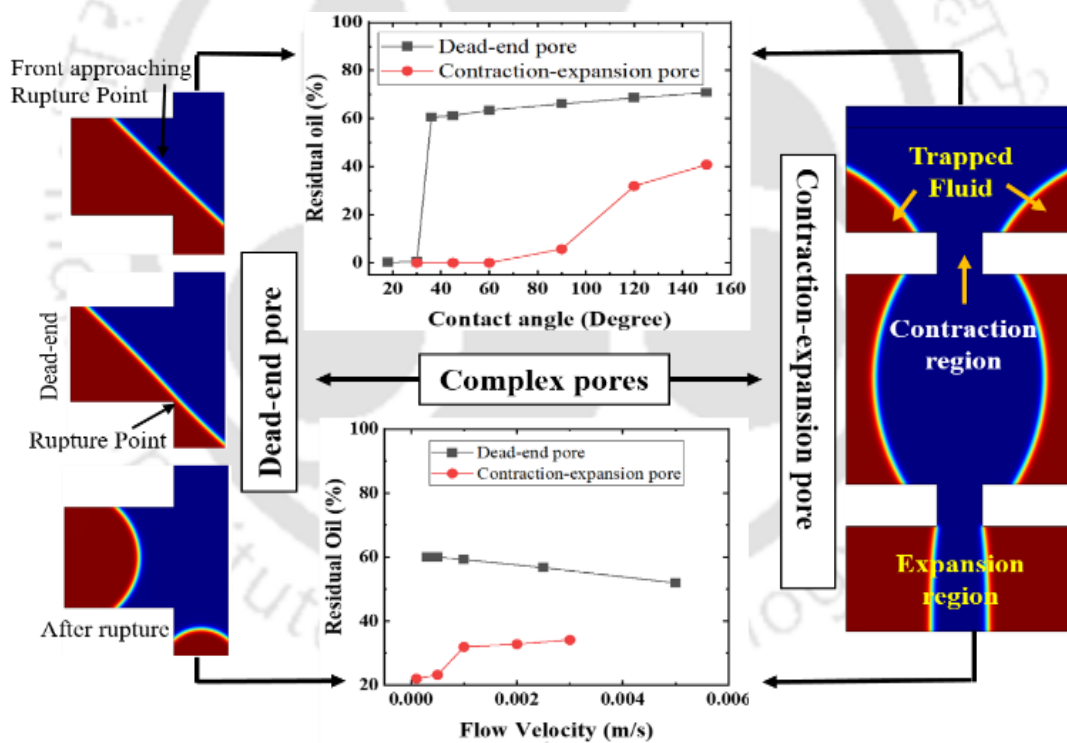 Front approaching
Rupture Point
Dead-end
Rupture Point
After rupture
Dead-end pore
100
80
60
40
20
0
Residual oil (%)
Dead-end pore
Contraction-expansion pore
20 40 60 80 100 120 140 160
Contact angle (Degree)
Complex pores
100
80
60
40
20
Residual Oil (%)
Dead-end pore
Contraction-expansion pore
0.000 0.002 0.004 0.006
Flow Velocity (m/s)
Contraction-expansion pore
Trapped
Fluid
Contraction
region
Expansion
region